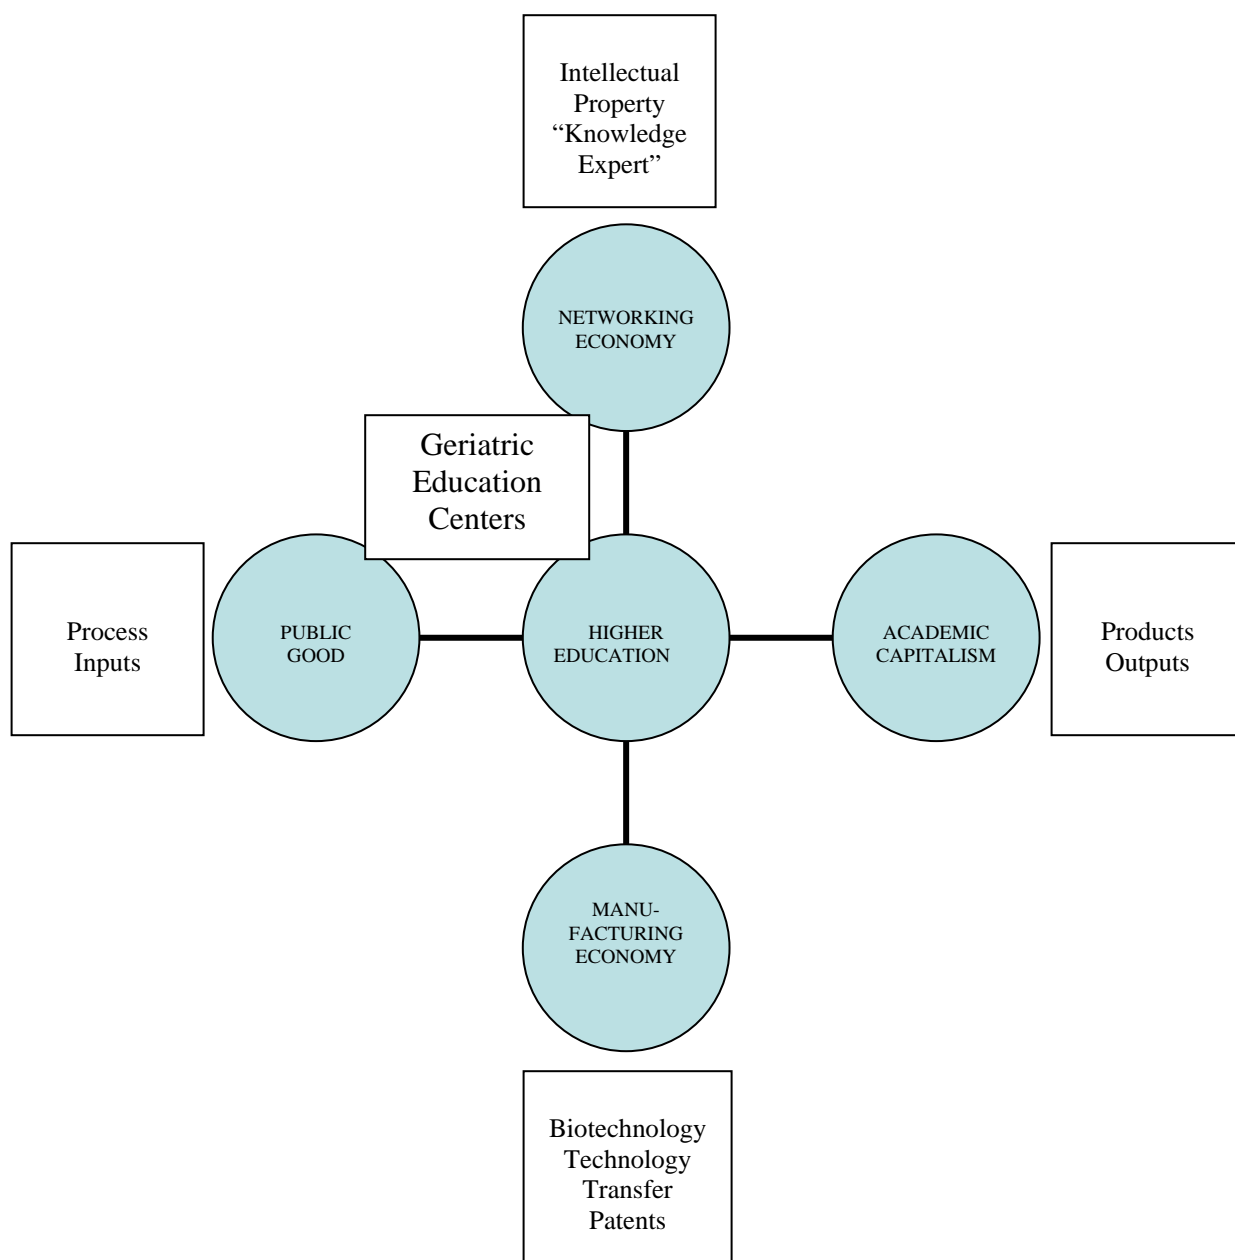 Intellectual
Property
“Knowledge
Expert”
NETWORKING
ECONOMY
Geriatric
Education
Centers
Process
Inputs
PUBLIC
GOOD
HIGHER
EDUCATION
ACADEMIC
CAPITALISM
Products
Outputs
MANU-
FACTURING
ECONOMY
Biotechnology
Technology
Transfer
Patents